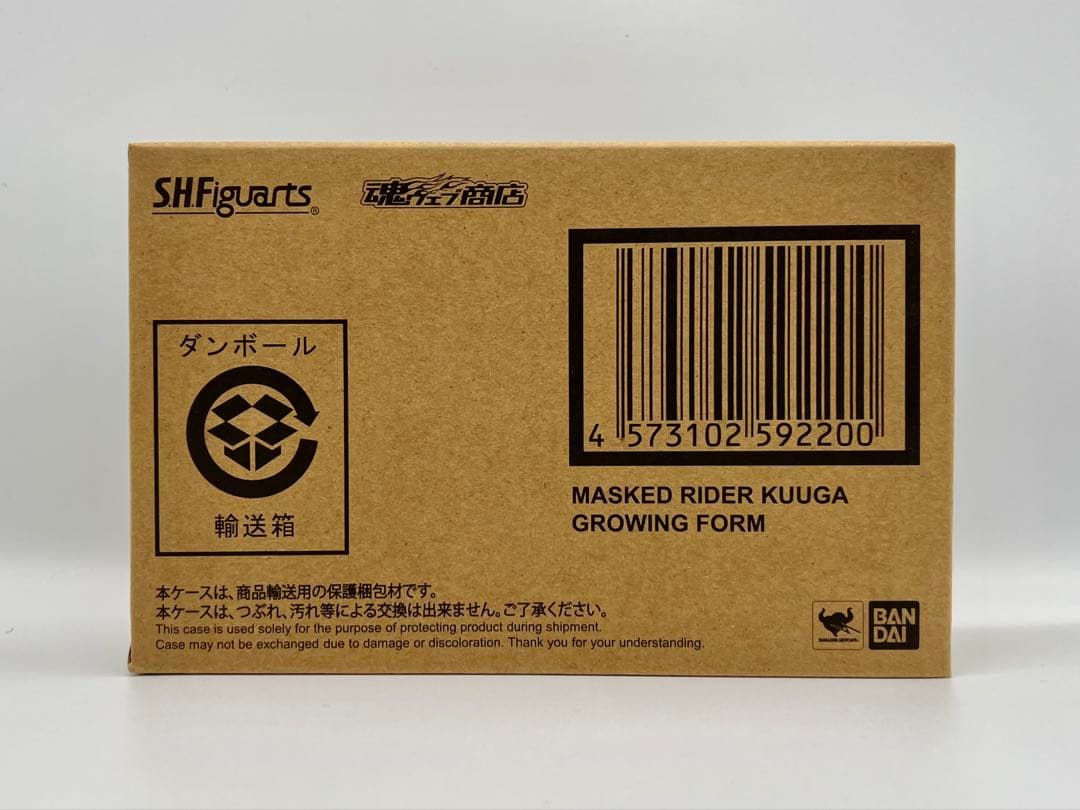 S.H.Figuarts®
魂ウェブ商店
ダンボール
輸送箱
4 573102 592200
MASKED RIDER KUUGA
GROWING FORM
本ケースは、商品輸送用の保護梱包材です。
本ケースは、つぶれ、汚れ等による交換は出来ません。ご了承ください。
This case is used solely for the purpose of protecting product during shipment.
Case may not be exchanged due to damage or discoloration. Thank you for your understanding.
BAN
DAI